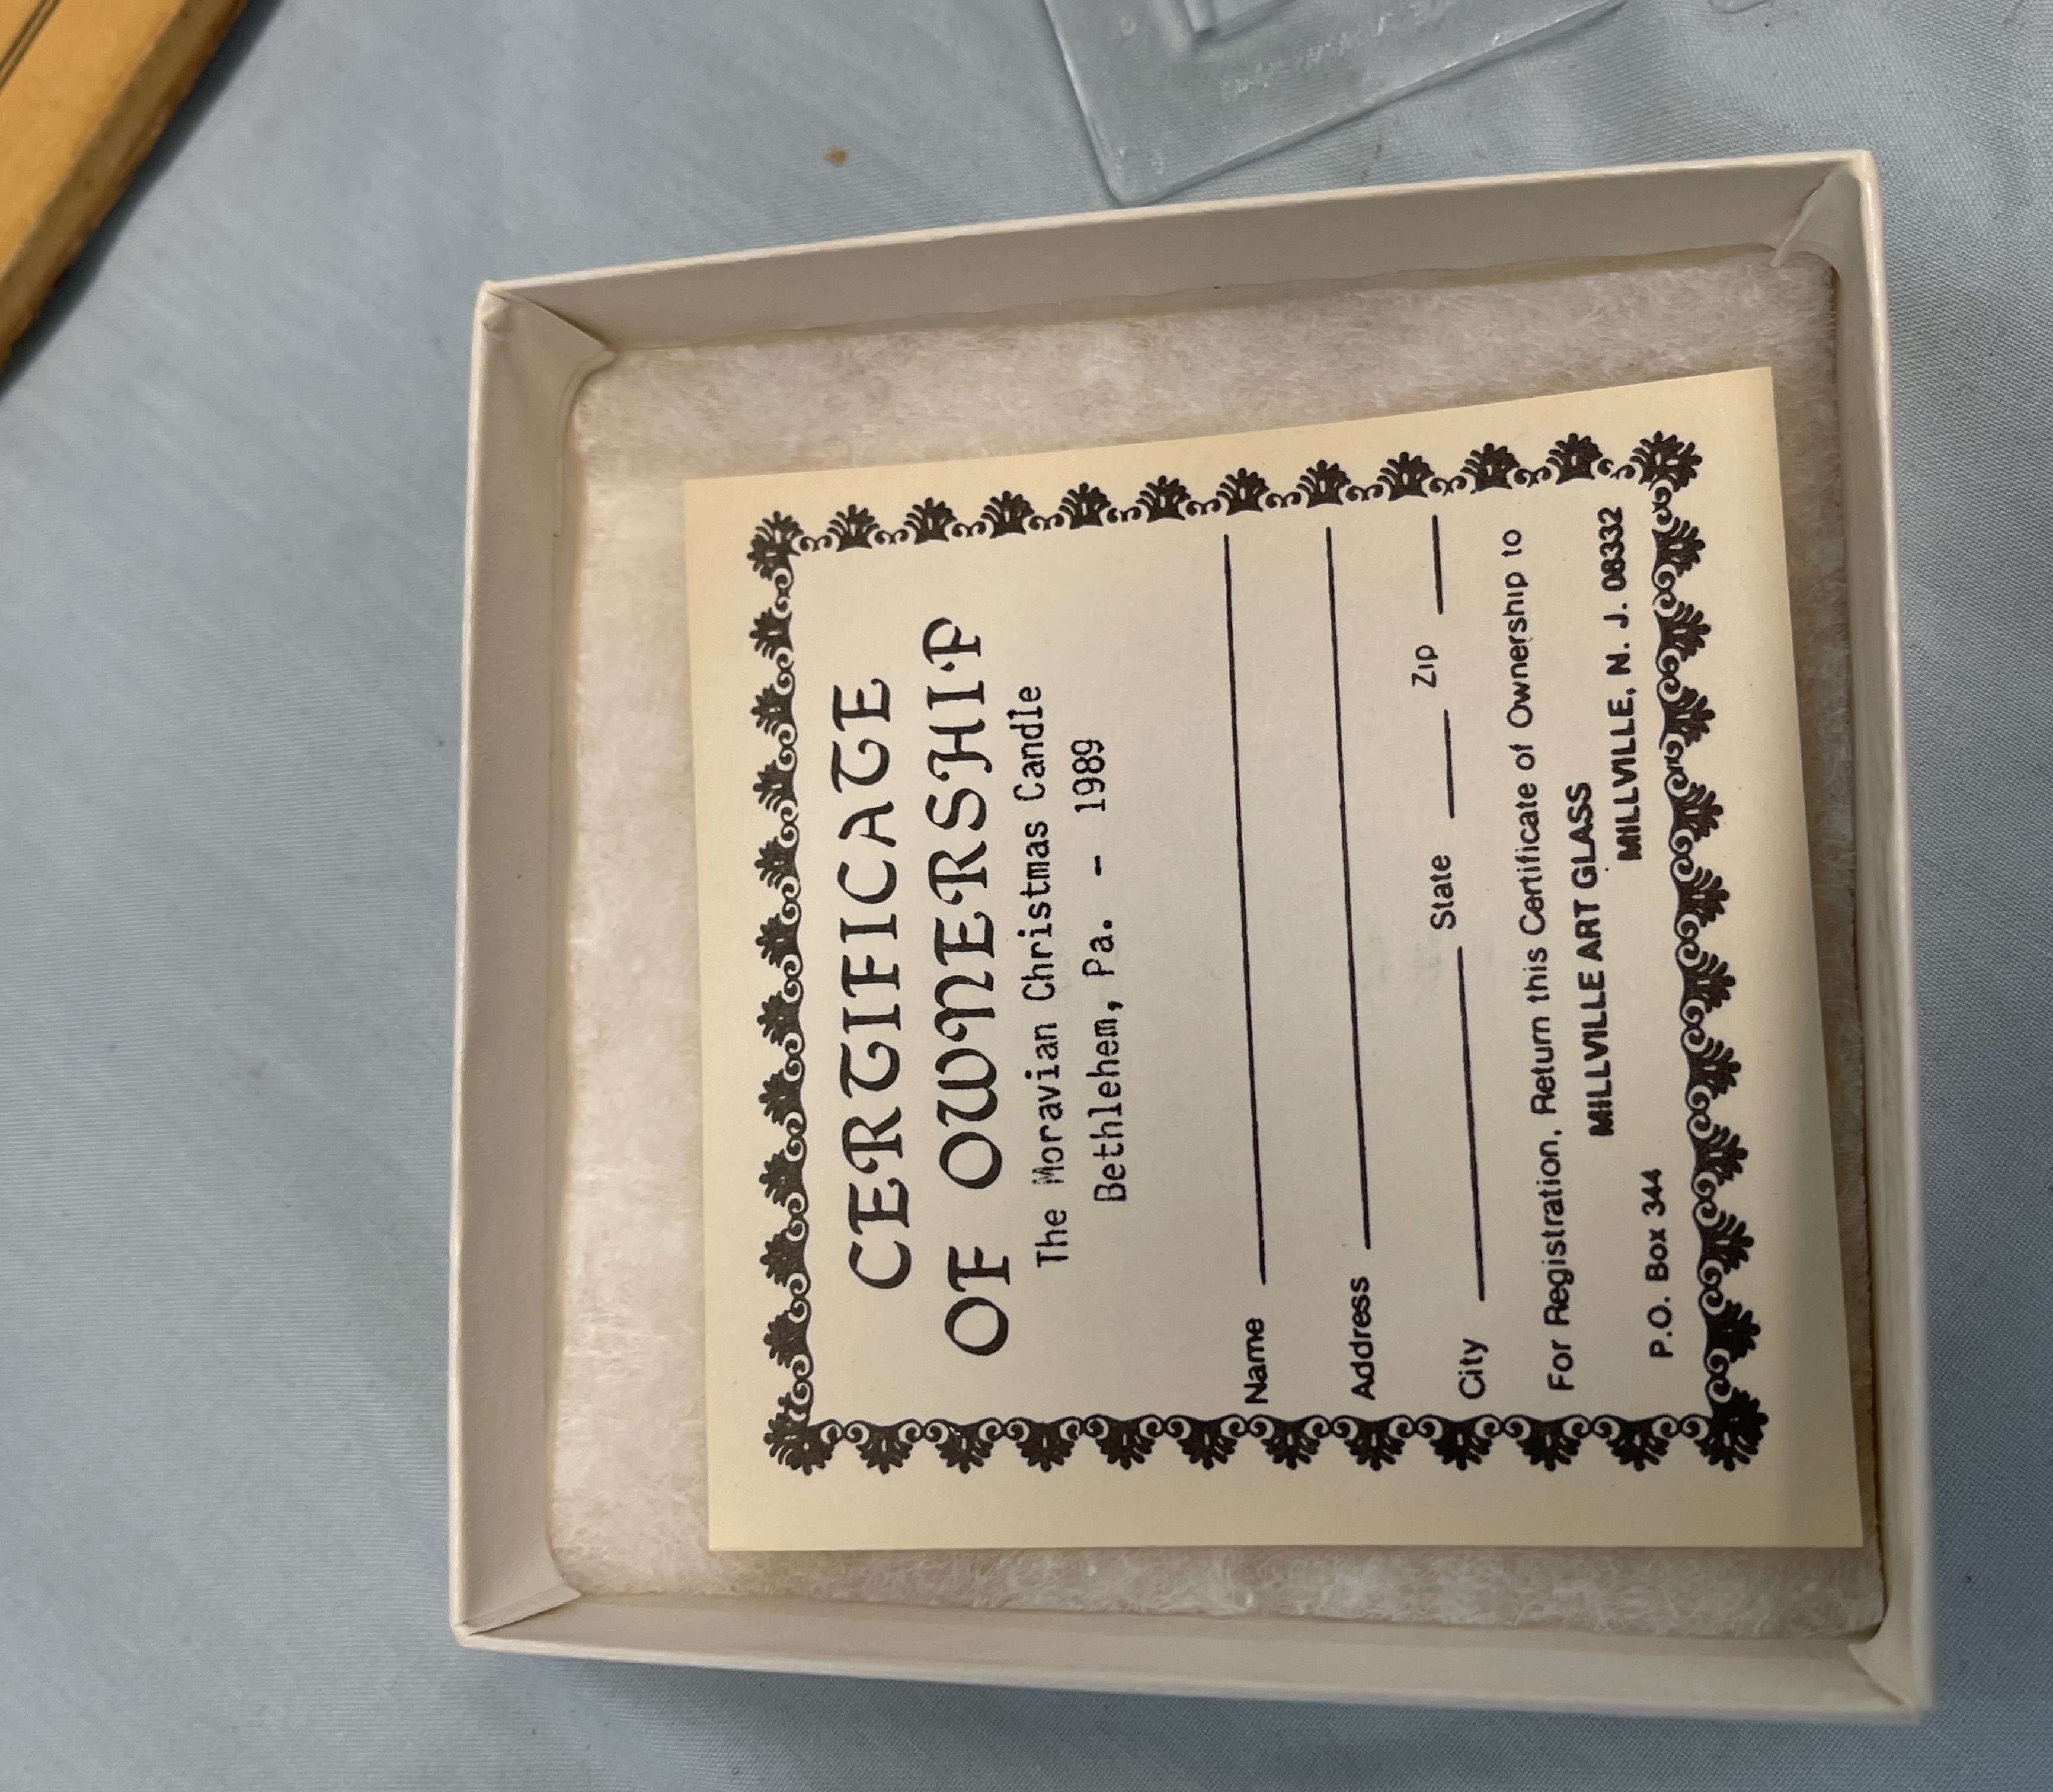 CERTIFICATE
OF OWNERSHIP
The Moravian Christmas Candle
Bethlehem, Pa. - 1989
Name
Address
City State Zip
For Registration, Return this Certificate of Ownership to
MILLVILLE ART GLASS
P.O. Box 344 MILLVILLE, N. J. 08332